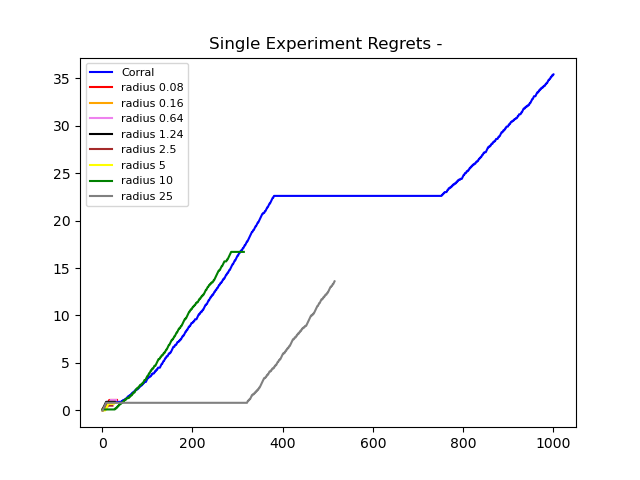 Single Experiment Regrets -
Corral
radius 0.08
radius 0.16
radius 0.64
radius 1.24
radius 2.5
radius 5
radius 10
radius 25
35
30
25
20
15
10
5
0
0 200 400 600 800 1000